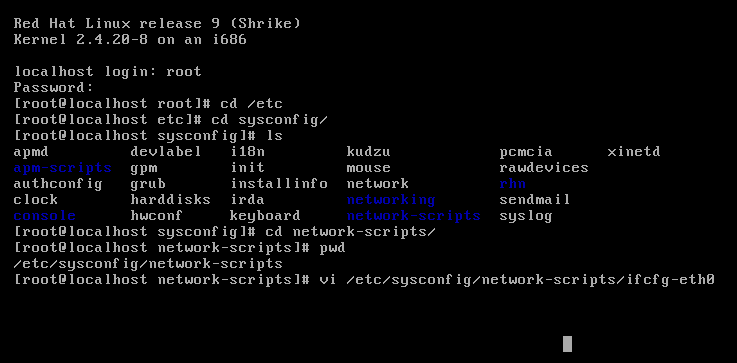 Red Hat Linux release 9 (Shrike)
Kernel 2.4.20-8 on an i686
localhost login: root
Password:
[root@localhost root]# cd /etc
[root@localhost etc]# cd sysconfig/
[root@localhost sysconfig]# ls
apmd devlabel i18n kudzu pcmcia xinetd
apm-scripts gpm init mouse rawdevices
authconfig grub installinfo network rhn
clock harddisks irda networking sendmail
console hwconf keyboard network-scripts syslog
[root@localhost sysconfig]# cd network-scripts/
[root@localhost network-scripts]# pwd
/etc/sysconfig/network-scripts
[root@localhost network-scripts]# vi /etc/sysconfig/network-scripts/ifcfg-eth0